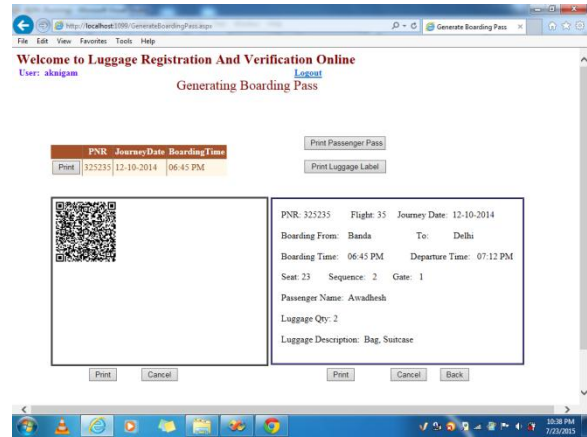 http://localhost:1099/GenerateBoardingPass.aspx
Generate Boarding Pass
File Edit View Favorites Tools Help
Welcome to Luggage Registration And Verification Online
User: aknigam Logout
Generating Boarding Pass
Print Passenger Pass
PNR JourneyDate BoardingTime
Print 325235 12-10-2014 06:45 PM
Print Luggage Label
PNR: 325235 Flight: 35 Journey Date: 12-10-2014
Boarding From: Banda To: Delhi
Boarding Time: 06:45 PM Departure Time: 07:12 PM
Seat: 23 Sequence: 2 Gate: 1
Passenger Name: Awadhesh
Luggage Qty: 2
Luggage Description: Bag, Suitcase
Print Cancel Print Cancel Back
10:38 PM
7/23/2015